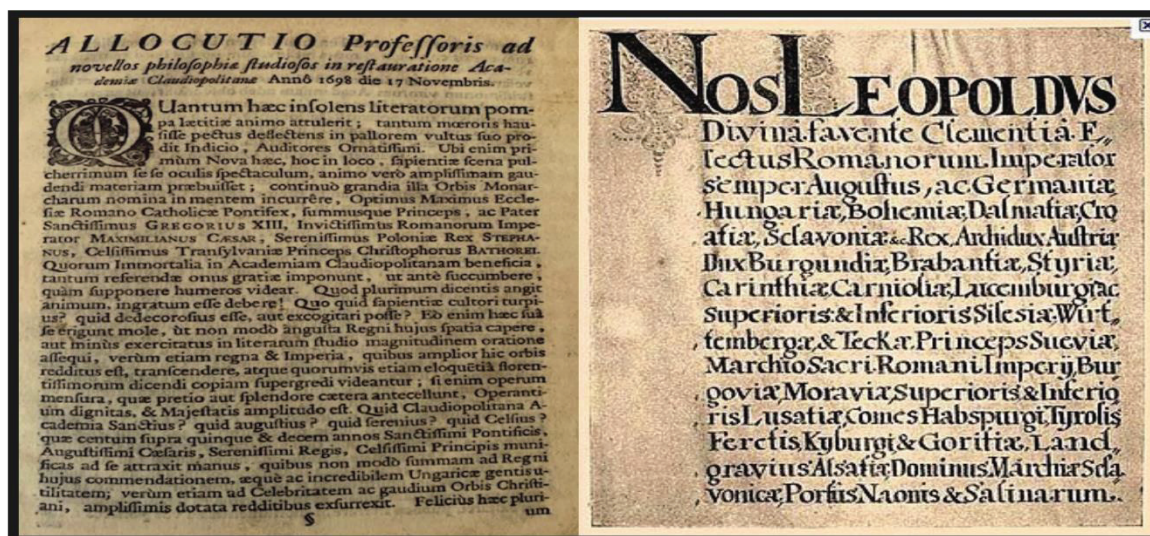 ALLOCUTIO Profeſſoris ad
novellos philoſophiæ ſtudioſos in reſtauratione Aca-
demiæ Claudiopolitanæ Annô 1698 die 17 Novembris.
QUantum hæc inſolens literatorum pom-
pa lætitiæ animo attulerit; tantum mœroris hau-
ſiſſe pectus deflectens in pallorem vultus ſuo pro-
dit Indicio, Auditores Ornatiſſimi. Ubi enim pri-
mùm Nova hæc, hoc in loco, ſapientiæ ſcena pul-
cherrimum ſe ſe oculis ſpectaculum, animo verò ampliſſimam gau-
dendi materiam præbuiſſet; continuò grandia illa Orbis Monar-
charum nomina in mentem incurrêre, Optimus Maximus Eccle-
ſiæ Romano Catholicæ Pontifex, ſummusque Princeps, ac Pater
Sanctiſſimus GREGORIUS XIII, Invictiſſimus Romanorum Impe-
rator MAXIMILIANUS CÆSAR, Sereniſſimus Poloniæ Rex STEPHA-
NUS, Celſiſſimus Tranſylvaniæ Princeps Chriſtophorus BATHOREI.
Quorum Immortalia in Academiam Claudiopolitanam beneficia,
tantum referendæ onus gratiæ imponunt, ut antè ſuccumbere,
quàm ſupponere humeros videar. Quod plurimùm dicentis angit
animum, ingratum eſſe debere! Quo quid ſapientiæ cultori turpi-
us? quid dedecoroſius eſſe, aut excogitari poſſe? Eò enim hæc ſuâ
ſe erigunt mole, ùt non modò anguſta Regni hujus ſpatia capere,
aut minùs exercitatus in literarum ſtudio magnitudinem oratione
aſſequi, verùm etiam regna & Imperia, quibus amplior hic orbis
redditus eſt, tranſcendere, atque quorumvis etiam eloquẽtiâ floren-
tiſſimorum dicendi copiam ſupergredi videantur; ſi enim operum
menſura, quæ pretio aut ſplendore cætera antecellunt, Operanti-
ũm dignitas, & Majeſtatis amplitudo eſt. Quid Claudiopolitana A-
cademia Sanctius? quid auguſtius? quid ſerenius? quid Celſius?
quæ centum ſupra quinque & decem annos Sanctiſſimi Pontificis,
Auguſtiſſimi Cæſaris, Sereniſſimi Regis, Celſiſſimi Principis muni-
ficas ad ſe attraxit manus, quibus non modò ſummam ad Regni
hujus commendationem, æquè ac incredibilem Ungaricæ gentis u-
tilitatem; verùm etiam ad Celebritatem ac gaudium Orbis Chriſti-
ani, ampliſſimis dotata redditibus exſurrexit. Feliciùs hæc pluri-
§ um
NOS LEOPOLDVS
Divinâ favente Clementiâ E„
lectus Romanorum Imperator
semper Auguſtus, ac Germaniæ,
Hungariæ, Bohemiæ, Dalmatiæ, Cro
atiæ, Sclavoniæ &c. Rex, Archidux Auſtriæ
Dux Burgundiæ, Brabantiæ, Styriæ,
Carinthiæ, Carnioliæ, Lucemburgiæ, ac
Superioris & Inferioris Silesiæ, Wirt„
tembergæ, & Teckæ, Princeps Sueviæ,
Marchio Sacri Romani Imperij, Bur
goviæ, Moraviæ, Superioris & Inferio
ris Lusatiæ, Comes Habspurgi, Tyrolis
Feretis, Kyburgi & Goritiæ, Land„
gravius Alsatiæ, Dominus Marchiæ Scla
vonicæ, Portûs Naonis & Salinarum.